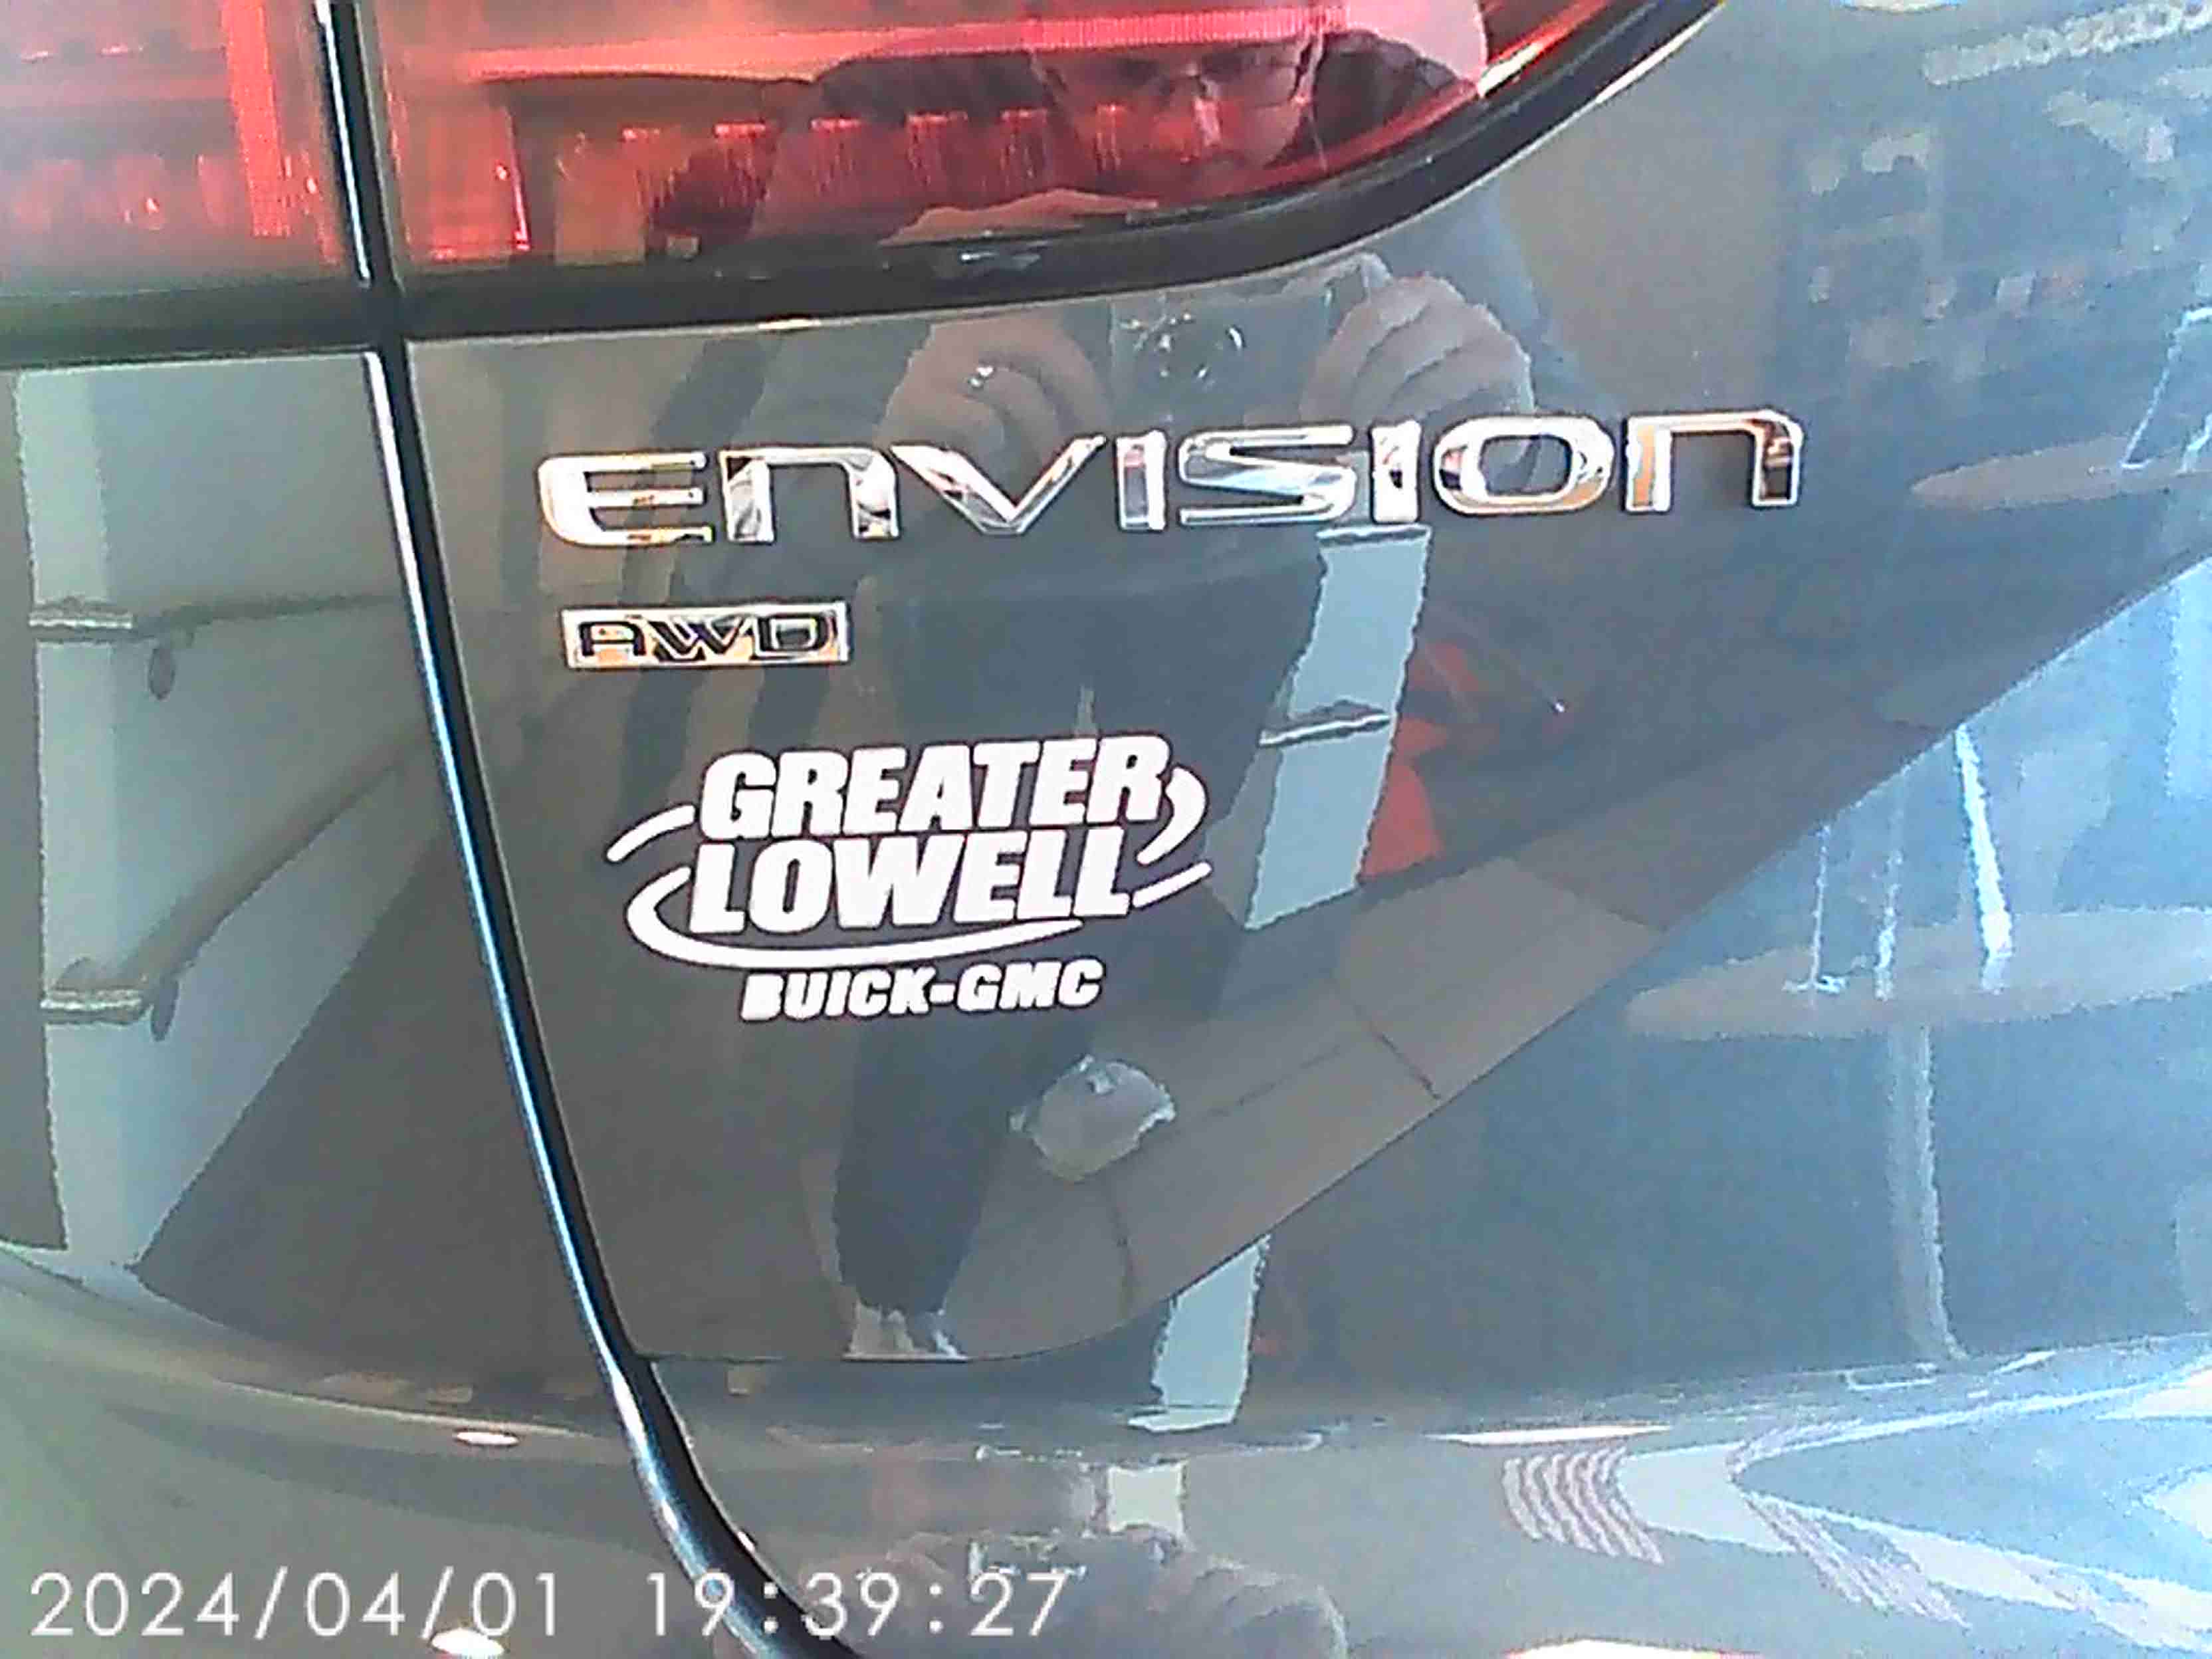 ENVISION
AWD
GREATER
LOWELL
BUICK-GMC
2024/04/01 19:39:27